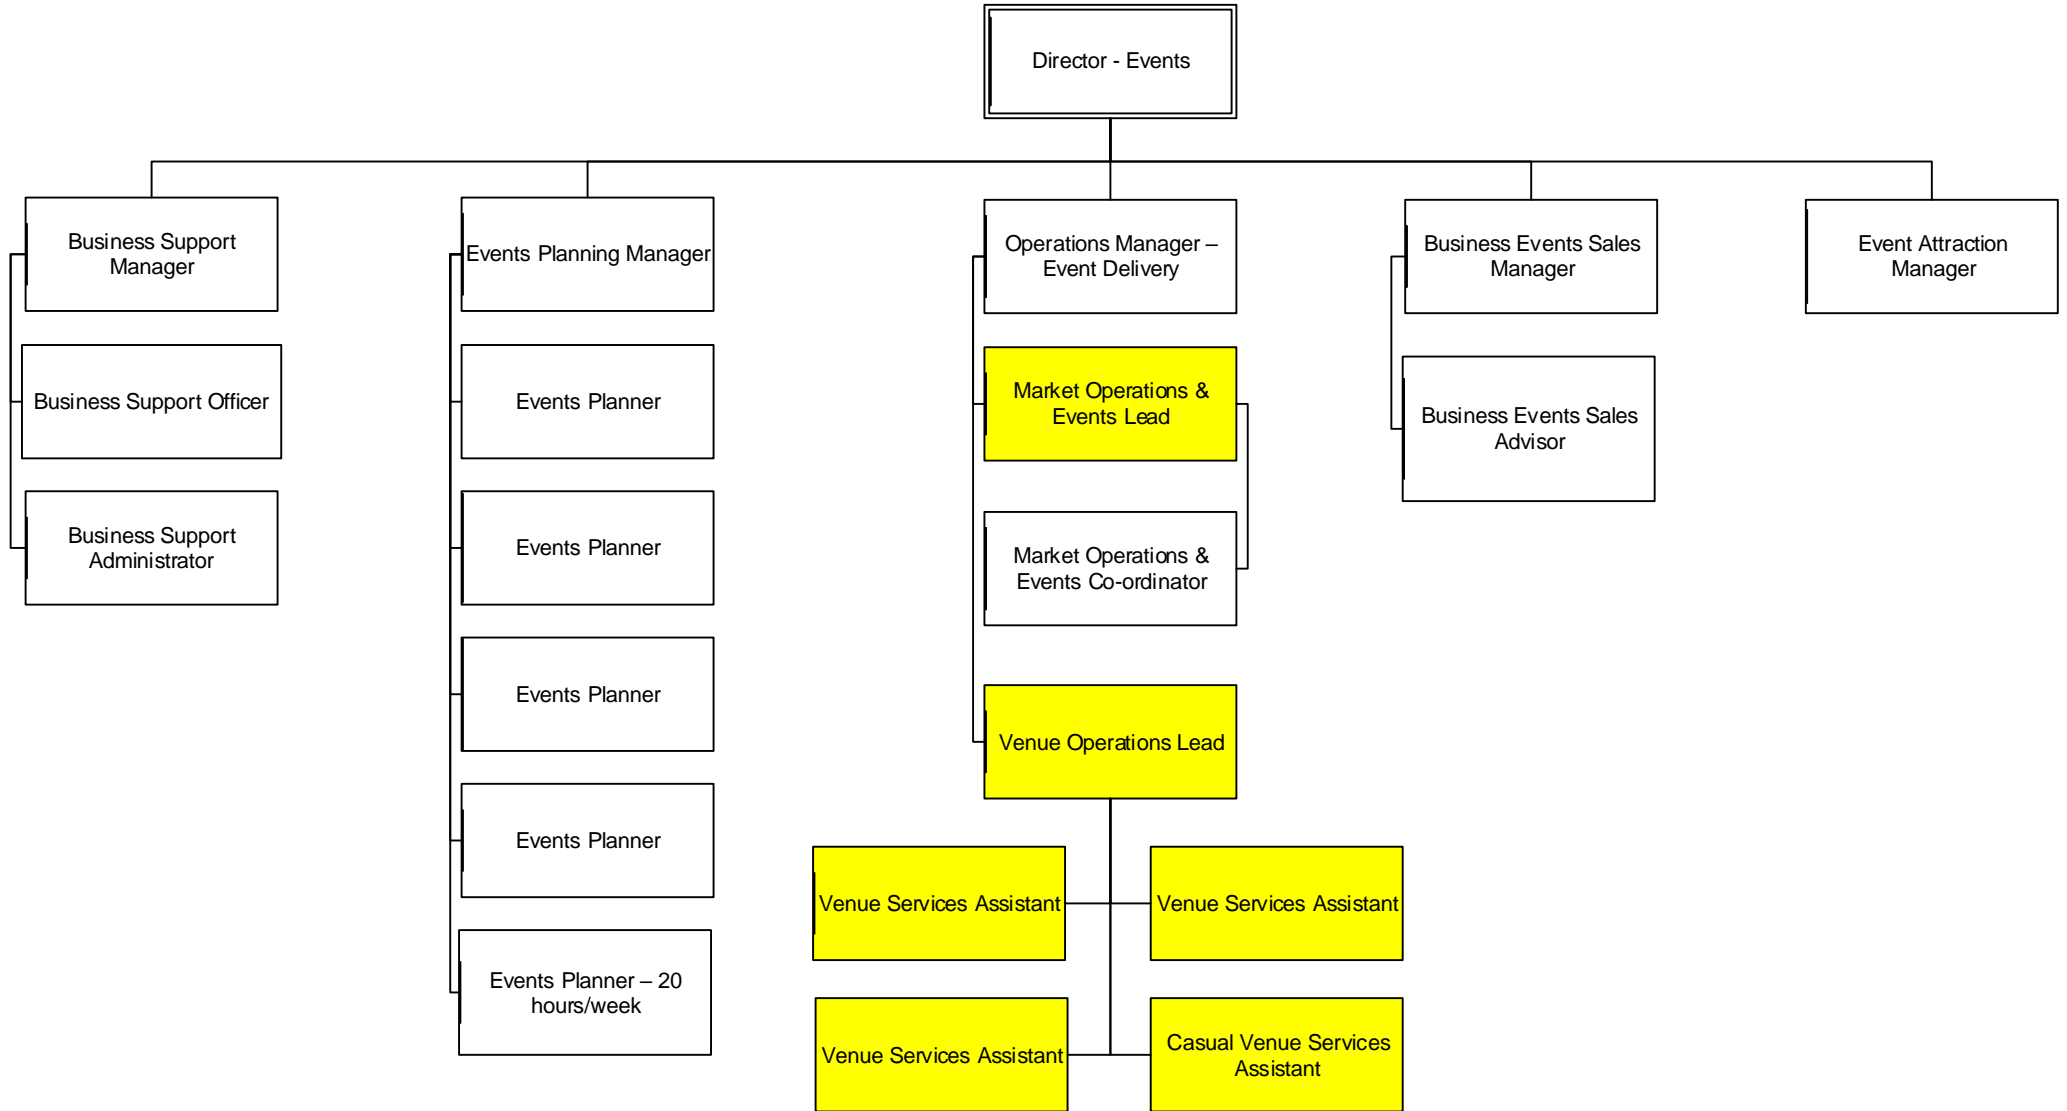 Director - Events
Business Support
Manager
Events Planning Manager
Operations Manager –
Event Delivery
Business Events Sales
Manager
Event Attraction
Manager
Business Support Officer
Events Planner
Market Operations &
Events Lead
Business Events Sales
Advisor
Business Support
Administrator
Events Planner
Market Operations &
Events Co-ordinator
Events Planner
Venue Operations Lead
Events Planner
Venue Services Assistant
Venue Services Assistant
Events Planner – 20
hours/week
Venue Services Assistant
Casual Venue Services
Assistant